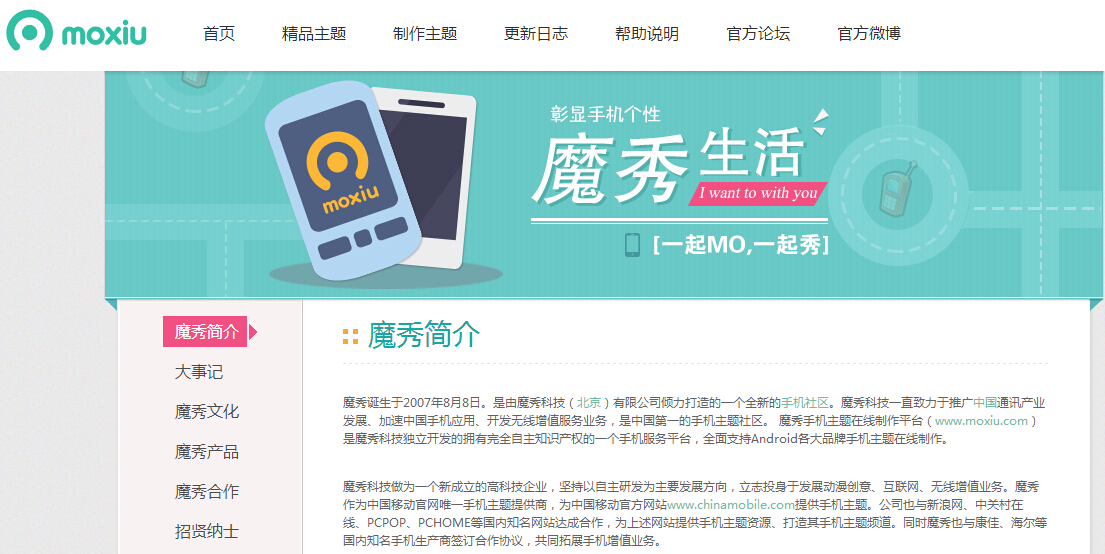 moxiu 首页 精品主题 制作主题 更新日志 帮助说明 官方论坛 官方微博
彰显手机个性
魔秀生活
I want to with you
moxiu
[一起MO,一起秀]
魔秀简介
大事记
魔秀文化
魔秀产品
魔秀合作
招贤纳士
魔秀简介
魔秀诞生于2007年8月8日。是由魔秀科技（北京）有限公司倾力打造的一个全新的手机社区。魔秀科技一直致力于推广中国通讯产业
发展、加速中国手机应用、开发无线增值服务业务，是中国第一的手机主题社区。 魔秀手机主题在线制作平台（www.moxiu.com）
是魔秀科技独立开发的拥有完全自主知识产权的一个手机服务平台，全面支持Android各大品牌手机主题在线制作。
魔秀科技做为一个新成立的高科技企业，坚持以自主研发为主要发展方向，立志投身于发展动漫创意、互联网、无线增值业务。魔秀
作为中国移动官网唯一手机主题提供商，为中国移动官方网站www.chinamobile.com提供手机主题。公司也与新浪网、中关村在
线、PCPOP、PCHOME等国内知名网站达成合作，为上述网站提供手机主题资源、打造其手机主题频道。同时魔秀也与康佳、海尔等
国内知名手机生产商签订合作协议，共同拓展手机增值业务。